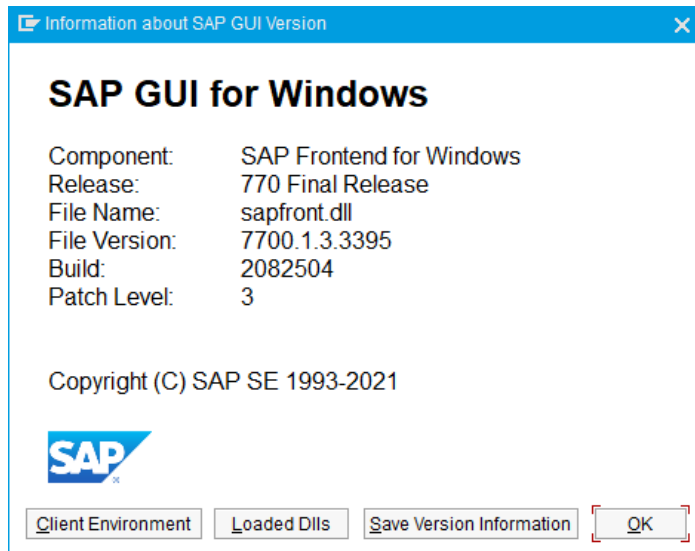 Information about SAP GUI Version
SAP GUI for Windows
Component: SAP Frontend for Windows
Release: 770 Final Release
File Name: sapfront.dll
File Version: 7700.1.3.3395
Build: 2082504
Patch Level: 3
Copyright (C) SAP SE 1993-2021
SAP
Client Environment Loaded Dlls Save Version Information OK